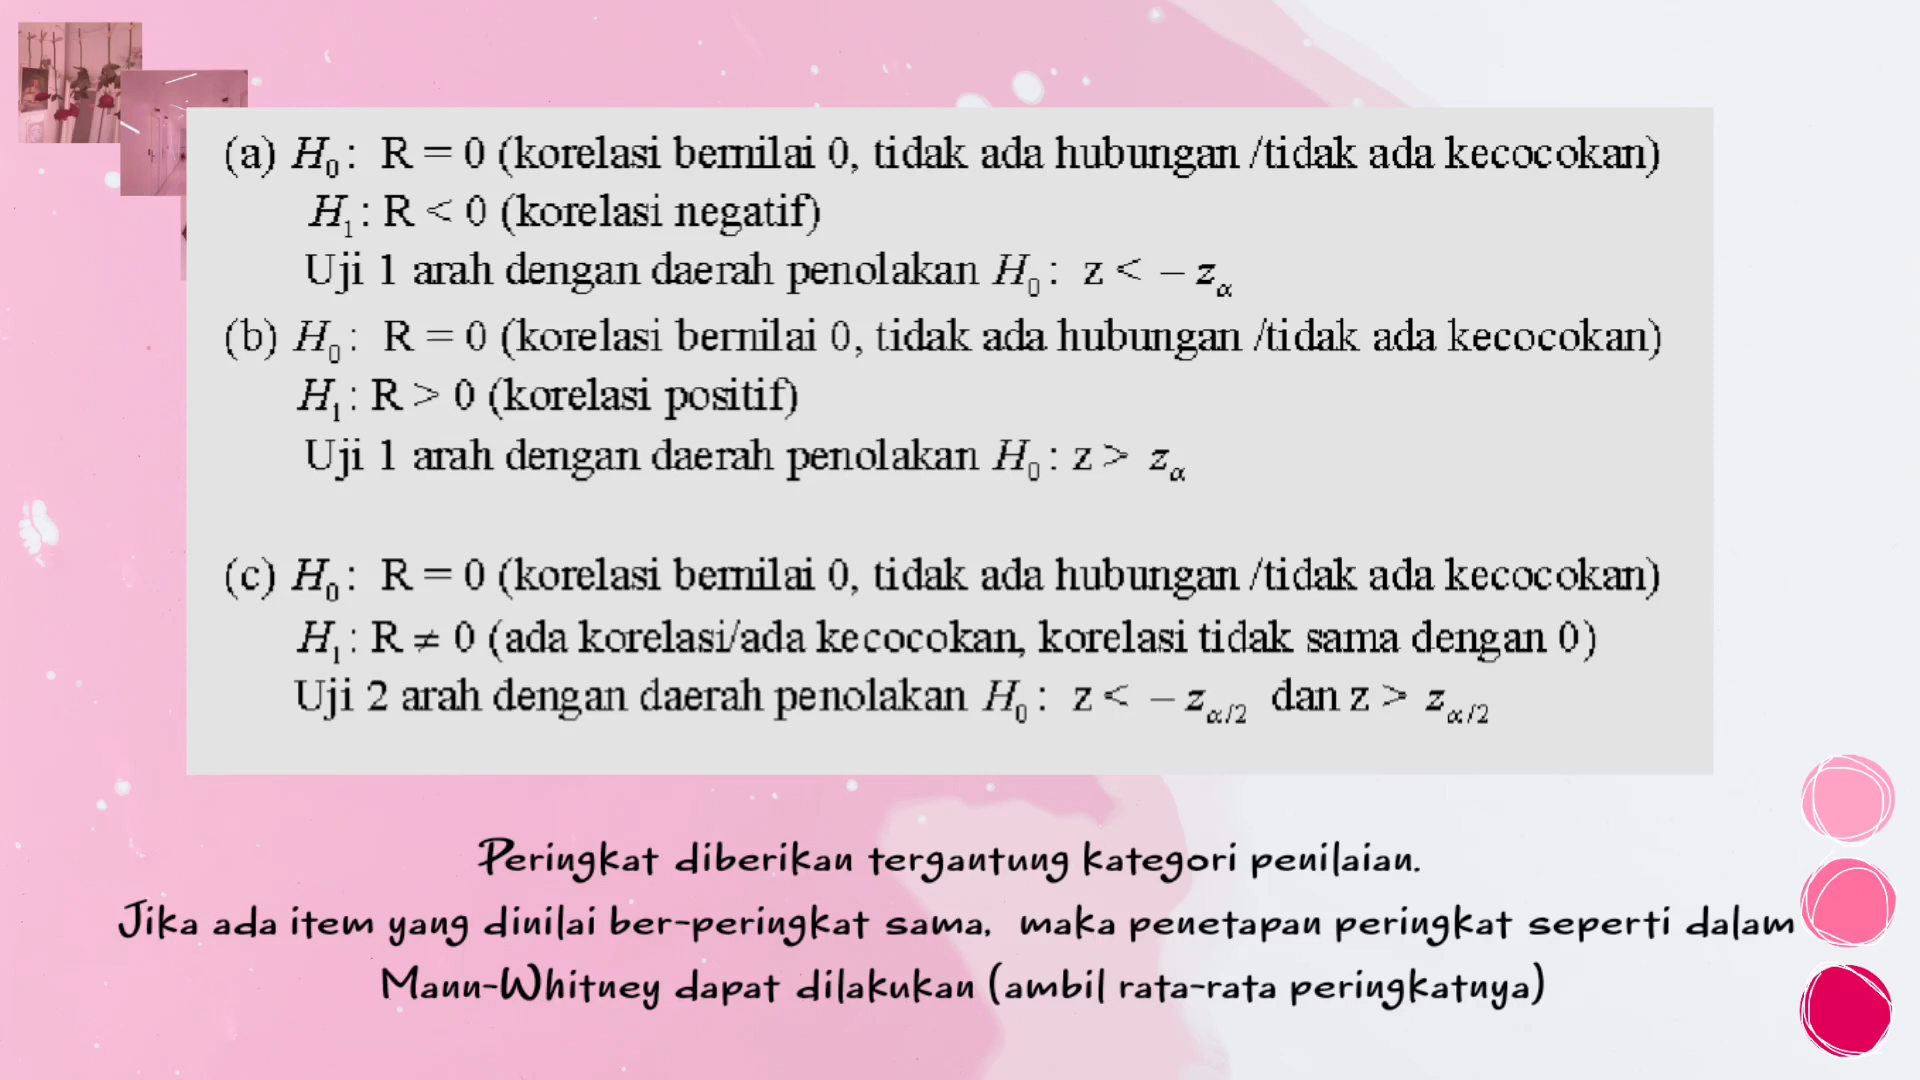 (a) H₀ : R = 0 (korelasi bernilai 0, tidak ada hubungan /tidak ada kecocokan)
H₁ : R < 0 (korelasi negatif)
Uji 1 arah dengan daerah penolakan H₀ : z < − z_α
(b) H₀ : R = 0 (korelasi bernilai 0, tidak ada hubungan /tidak ada kecocokan)
H₁ : R > 0 (korelasi positif)
Uji 1 arah dengan daerah penolakan H₀ : z > z_α
(c) H₀ : R = 0 (korelasi bernilai 0, tidak ada hubungan /tidak ada kecocokan)
H₁ : R ≠ 0 (ada korelasi/ada kecocokan, korelasi tidak sama dengan 0)
Uji 2 arah dengan daerah penolakan H₀ : z < − z_α/2 dan z > z_α/2
Peringkat diberikan tergantung kategori penilaian.
Jika ada item yang dinilai ber-peringkat sama, maka penetapan peringkat seperti dalam
Mann-Whitney dapat dilakukan (ambil rata-rata peringkatnya)